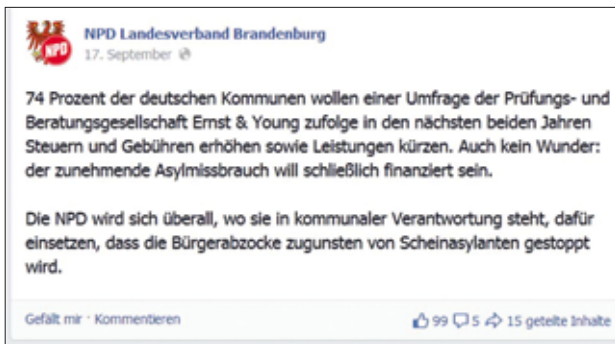 NPD
NPD Landesverband Brandenburg
17. September
74 Prozent der deutschen Kommunen wollen einer Umfrage der Prüfungs- und
Beratungsgesellschaft Ernst & Young zufolge in den nächsten beiden Jahren
Steuern und Gebühren erhöhen sowie Leistungen kürzen. Auch kein Wunder:
der zunehmende Asylmissbrauch will schließlich finanziert sein.
Die NPD wird sich überall, wo sie in kommunaler Verantwortung steht, dafür
einsetzen, dass die Bürgerabzocke zugunsten von Scheinasylanten gestoppt
wird.
Gefällt mir · Kommentieren 99 5 15 geteilte Inhalte